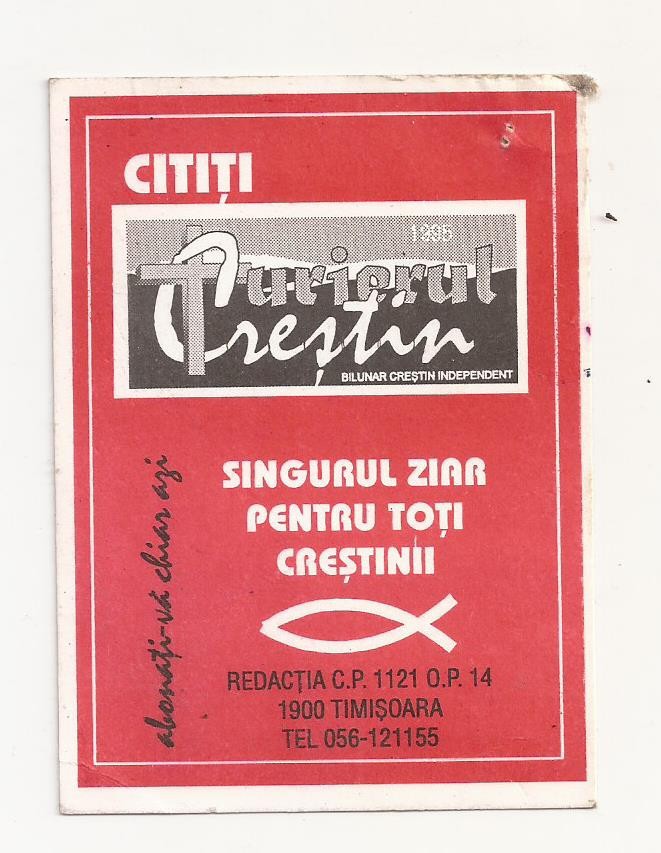 CITIȚI
1995
Curierul
Creștin
BILUNAR CREȘTIN INDEPENDENT
SINGURUL ZIAR
PENTRU TOȚI
CREȘTINII
abonați-vă chiar azi
REDACȚIA C.P. 1121 O.P. 14
1900 TIMIȘOARA
TEL 056-121155